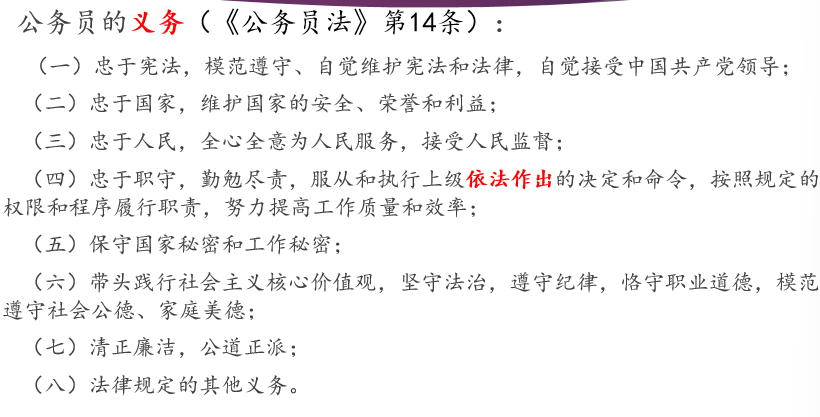 公务员的义务（《公务员法》第14条）：
（一）忠于宪法，模范遵守、自觉维护宪法和法律，自觉接受中国共产党领导；
（二）忠于国家，维护国家的安全、荣誉和利益；
（三）忠于人民，全心全意为人民服务，接受人民监督；
（四）忠于职守，勤勉尽责，服从和执行上级依法作出的决定和命令，按照规定的
权限和程序履行职责，努力提高工作质量和效率；
（五）保守国家秘密和工作秘密；
（六）带头践行社会主义核心价值观，坚守法治，遵守纪律，恪守职业道德，模范
遵守社会公德、家庭美德；
（七）清正廉洁，公道正派；
（八）法律规定的其他义务。